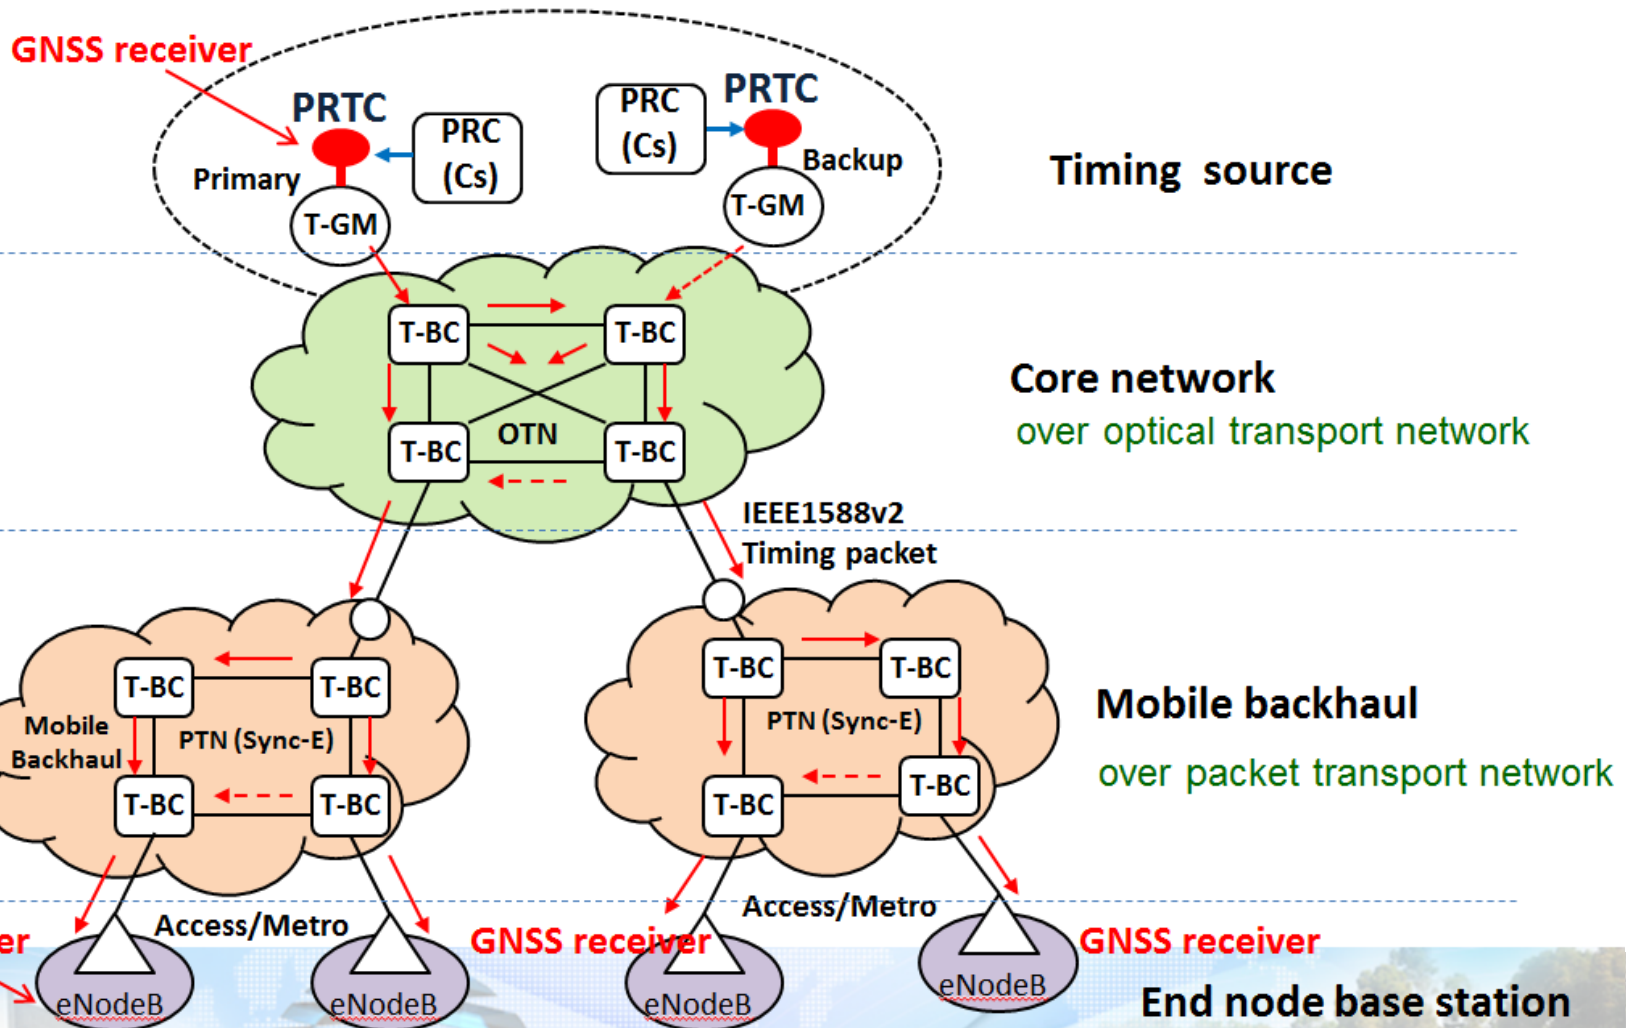 GNSS receiver
PRTC
PRC
(Cs)
Primary
T-GM
PRC
(Cs)
PRTC
Backup
T-GM
Timing source
T-BC
T-BC
T-BC
OTN
T-BC
Core network
over optical transport network
IEEE1588v2
Timing packet
T-BC
T-BC
Mobile
Backhaul
PTN (Sync-E)
T-BC
T-BC
T-BC
T-BC
PTN (Sync-E)
T-BC
T-BC
Mobile backhaul
over packet transport network
Access/Metro
Access/Metro
er
GNSS receiver
GNSS receiver
eNodeB
eNodeB
eNodeB
eNodeB
End node base station